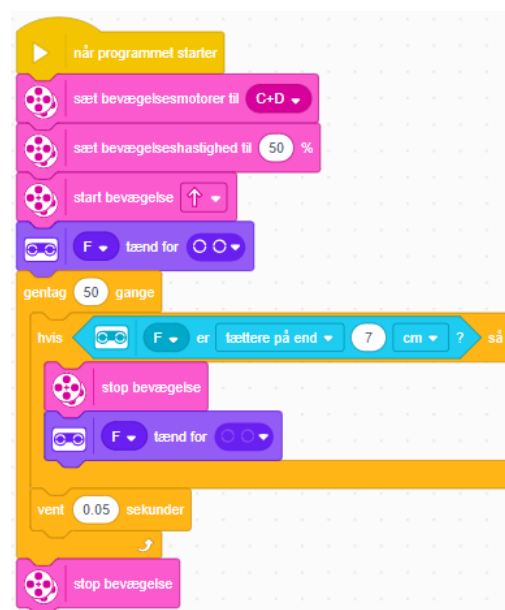 når programmet starter
sæt bevægelsesmotorer til C+D
sæt bevægelseshastighed til 50 %
start bevægelse
F tænd for
gentag 50 gange
hvis F er tættere på end 7 cm ? så
stop bevægelse
F tænd for
vent 0.05 sekunder
stop bevægelse